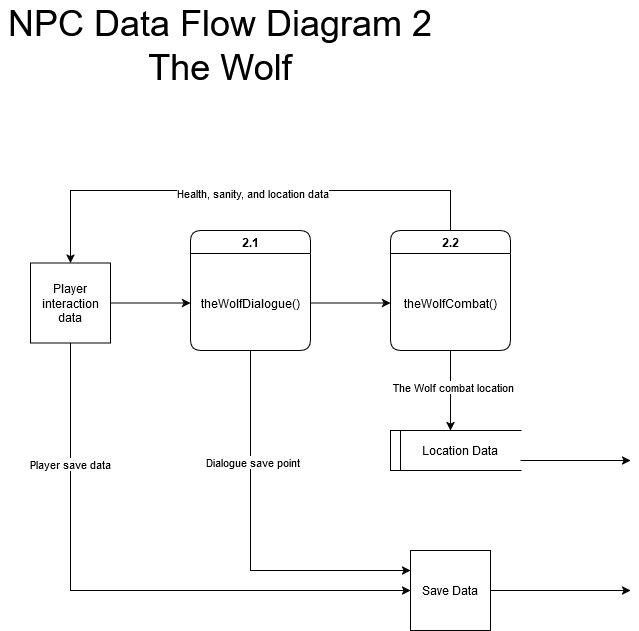 NPC Data Flow Diagram 2
The Wolf
Health, sanity, and location data
2.1
2.2
Player
interaction
data
theWolfDialogue()
theWolfCombat()
The Wolf combat location
Location Data
Player save data
Dialogue save point
Save Data